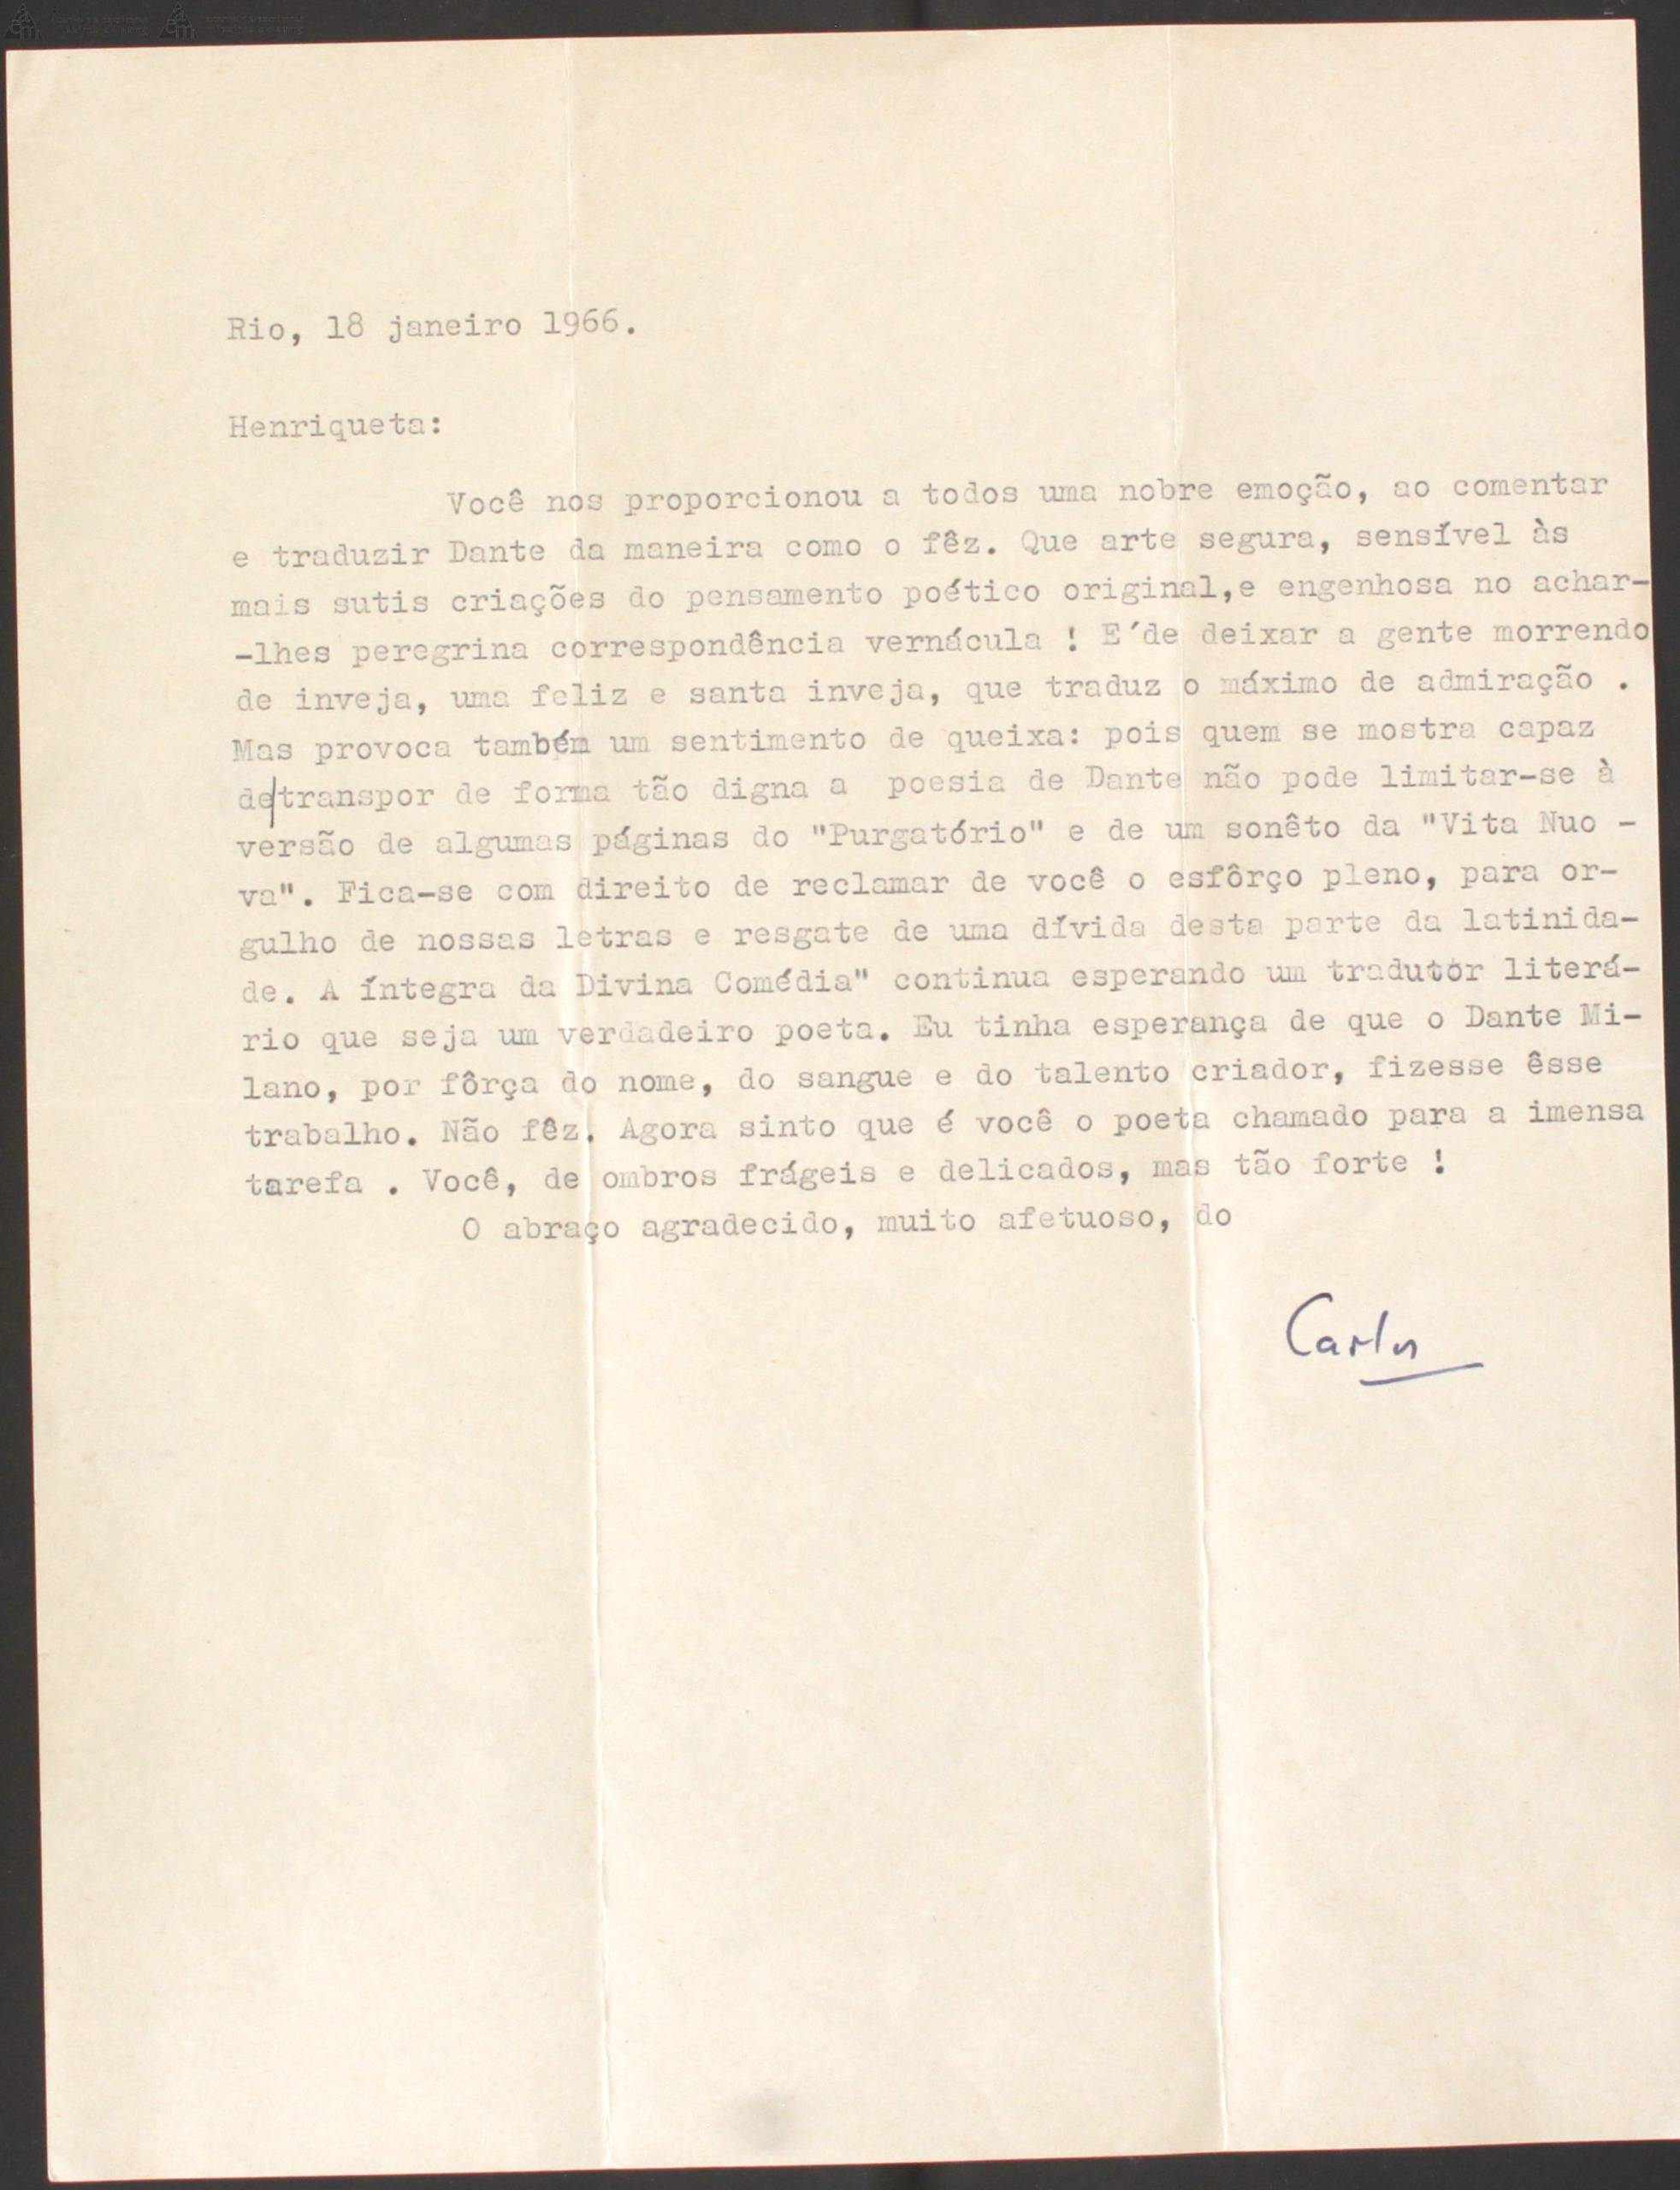 Rio, 18 janeiro 1966.
Henriqueta:
Você nos proporcionou a todos uma nobre emoção, ao comentar
e traduzir Dante da maneira como o fêz. Que arte segura, sensível às
mais sutis criações do pensamento poético original,e engenhosa no achar-
-lhes peregrina correspondência vernácula ! E´de deixar a gente morrendo
de inveja, uma feliz e santa inveja, que traduz o máximo de admiração .
Mas provoca também um sentimento de queixa: pois quem se mostra capaz
de|transpor de forma tão digna a poesia de Dante não pode limitar-se à
versão de algumas páginas do "Purgatório" e de um sonêto da "Vita Nuo -
va". Fica-se com direito de reclamar de você o esfôrço pleno, para or-
gulho de nossas letras e resgate de uma dívida desta parte da latinida-
de. A íntegra da Divina Comédia" continua esperando um tradutor literá-
rio que seja um verdadeiro poeta. Eu tinha esperança de que o Dante Mi-
lano, por fôrça do nome, do sangue e do talento criador, fizesse êsse
trabalho. Não fêz. Agora sinto que é você o poeta chamado para a imensa
tarefa . Você, de ombros frágeis e delicados, mas tão forte !
O abraço agradecido, muito afetuoso, do
Carlos